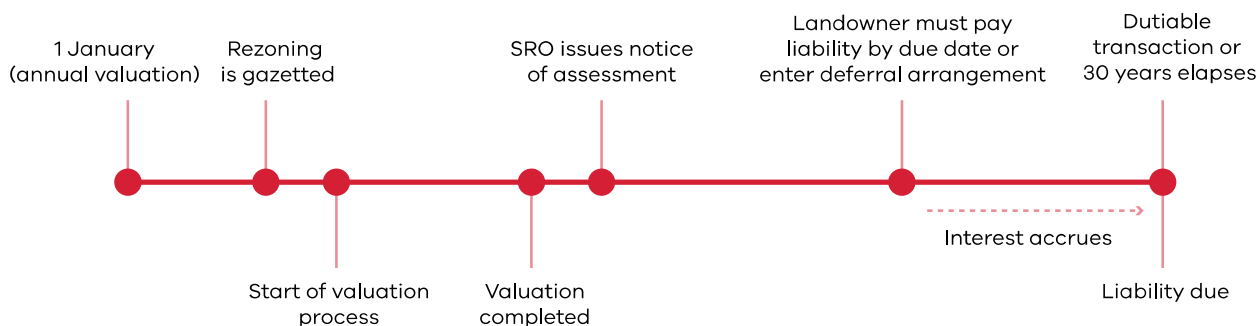 1 January
(annual valuation)
Rezoning
is gazetted
SRO issues notice
of assessment
Landowner must pay
liability by due date or
enter deferral arrangement
Dutiable
transaction or
30 years elapses
Interest accrues
Start of valuation
process
Valuation
completed
Liability due